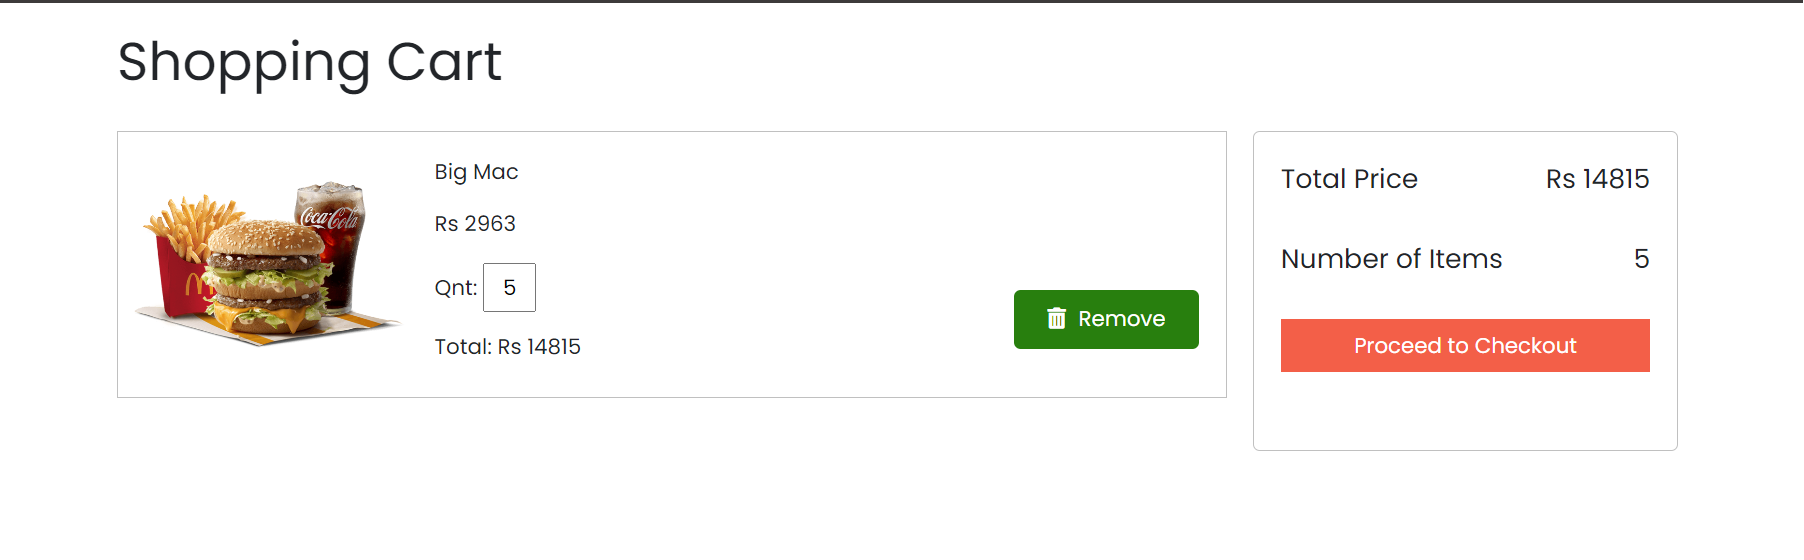 Shopping Cart
Big Mac
Rs 2963
Qnt: 5
Total: Rs 14815
Remove
Coca-Cola
Total Price Rs 14815
Number of Items 5
Proceed to Checkout